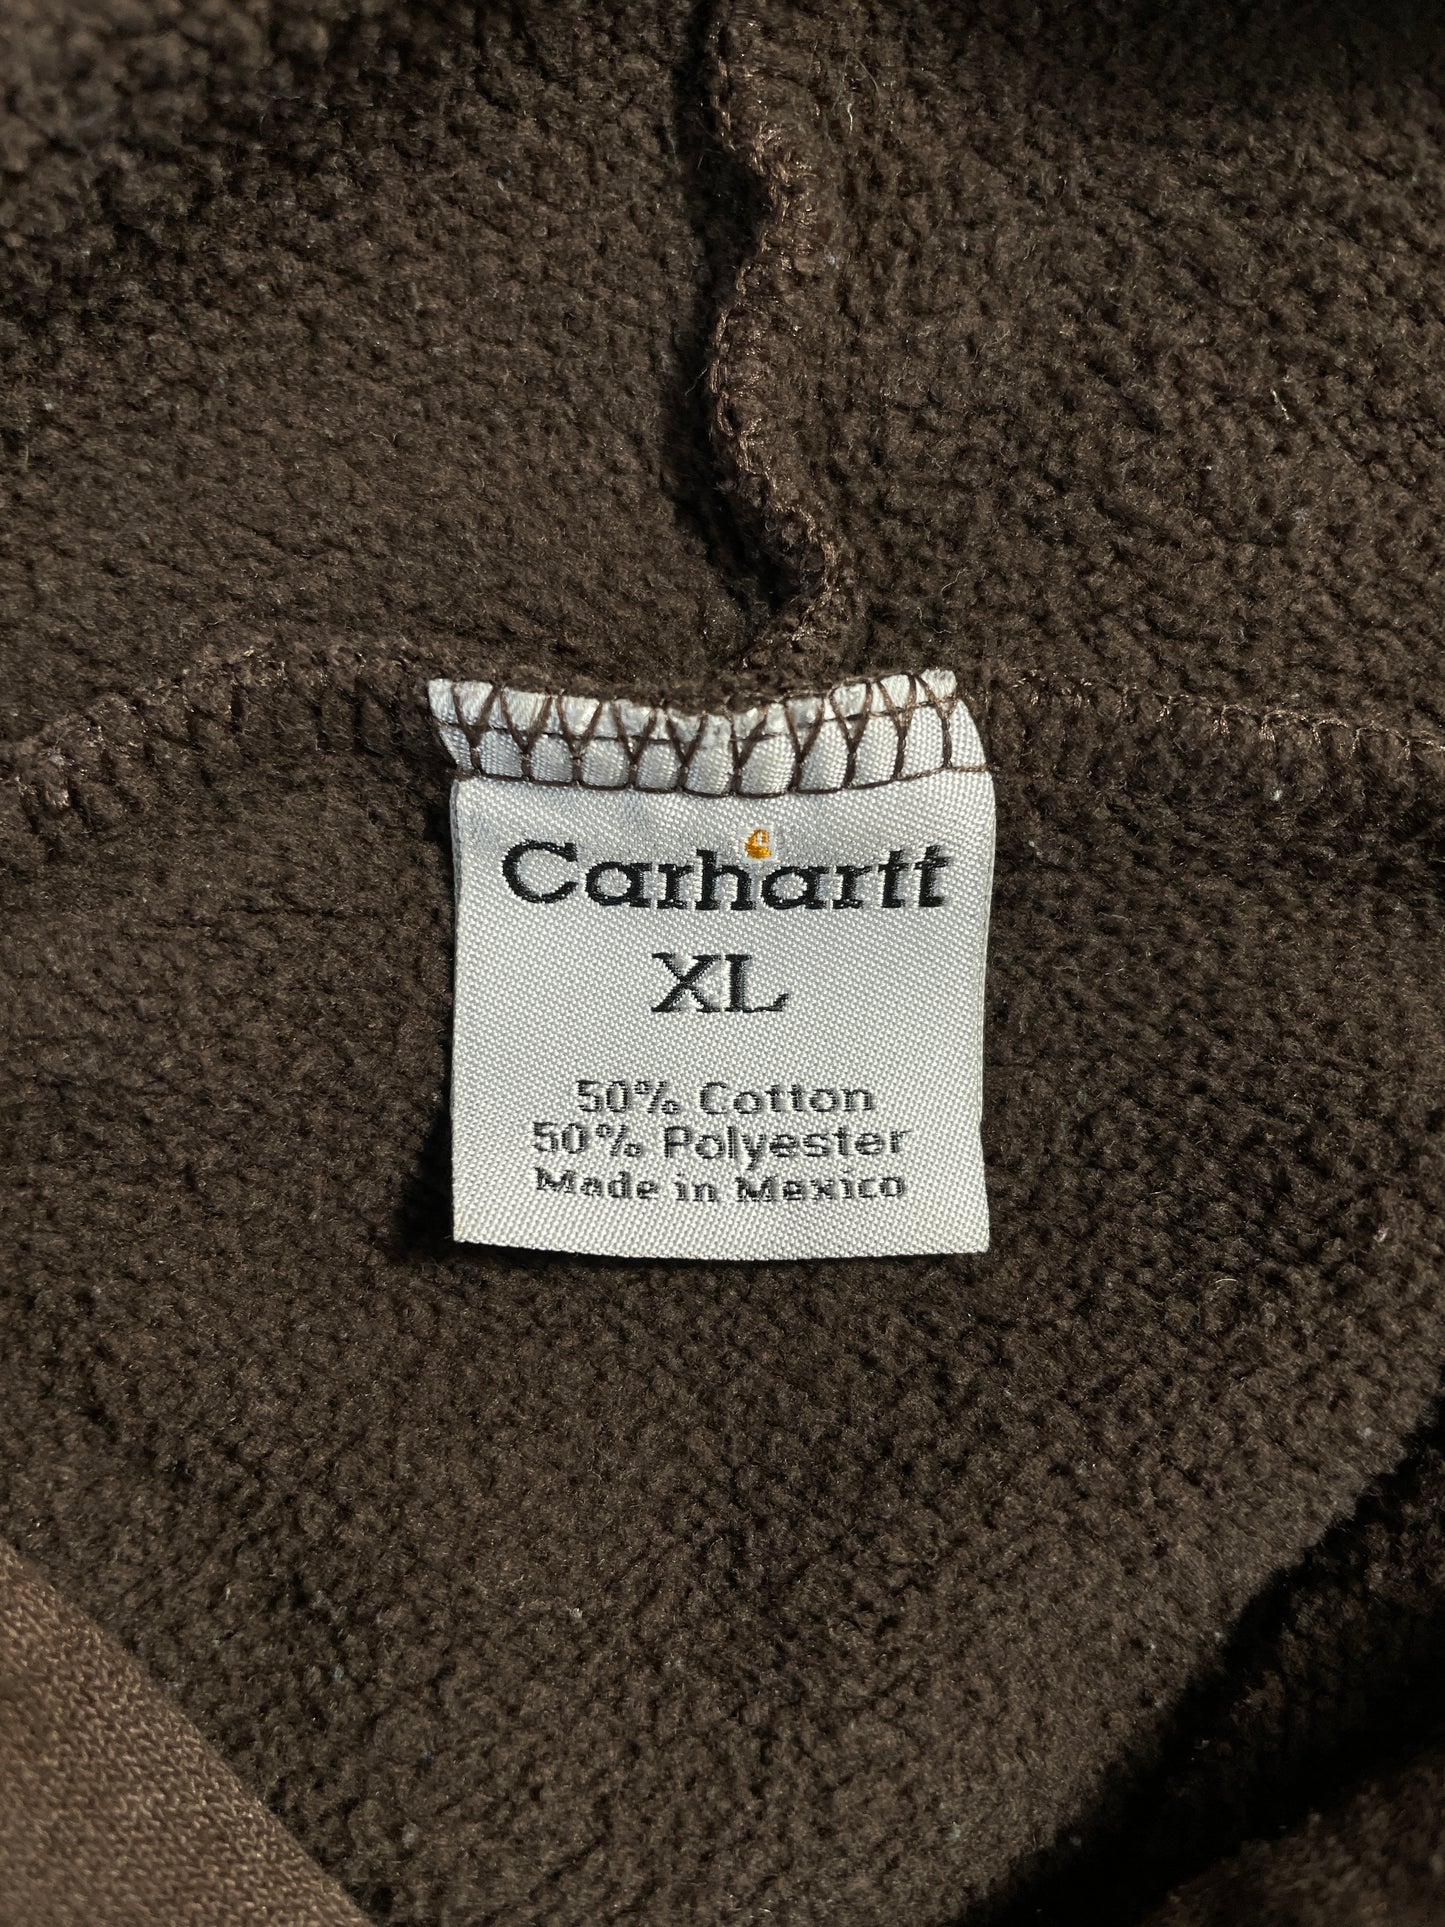 Carhartt
XL
50% Cotton
50% Polyester
Made in Mexico